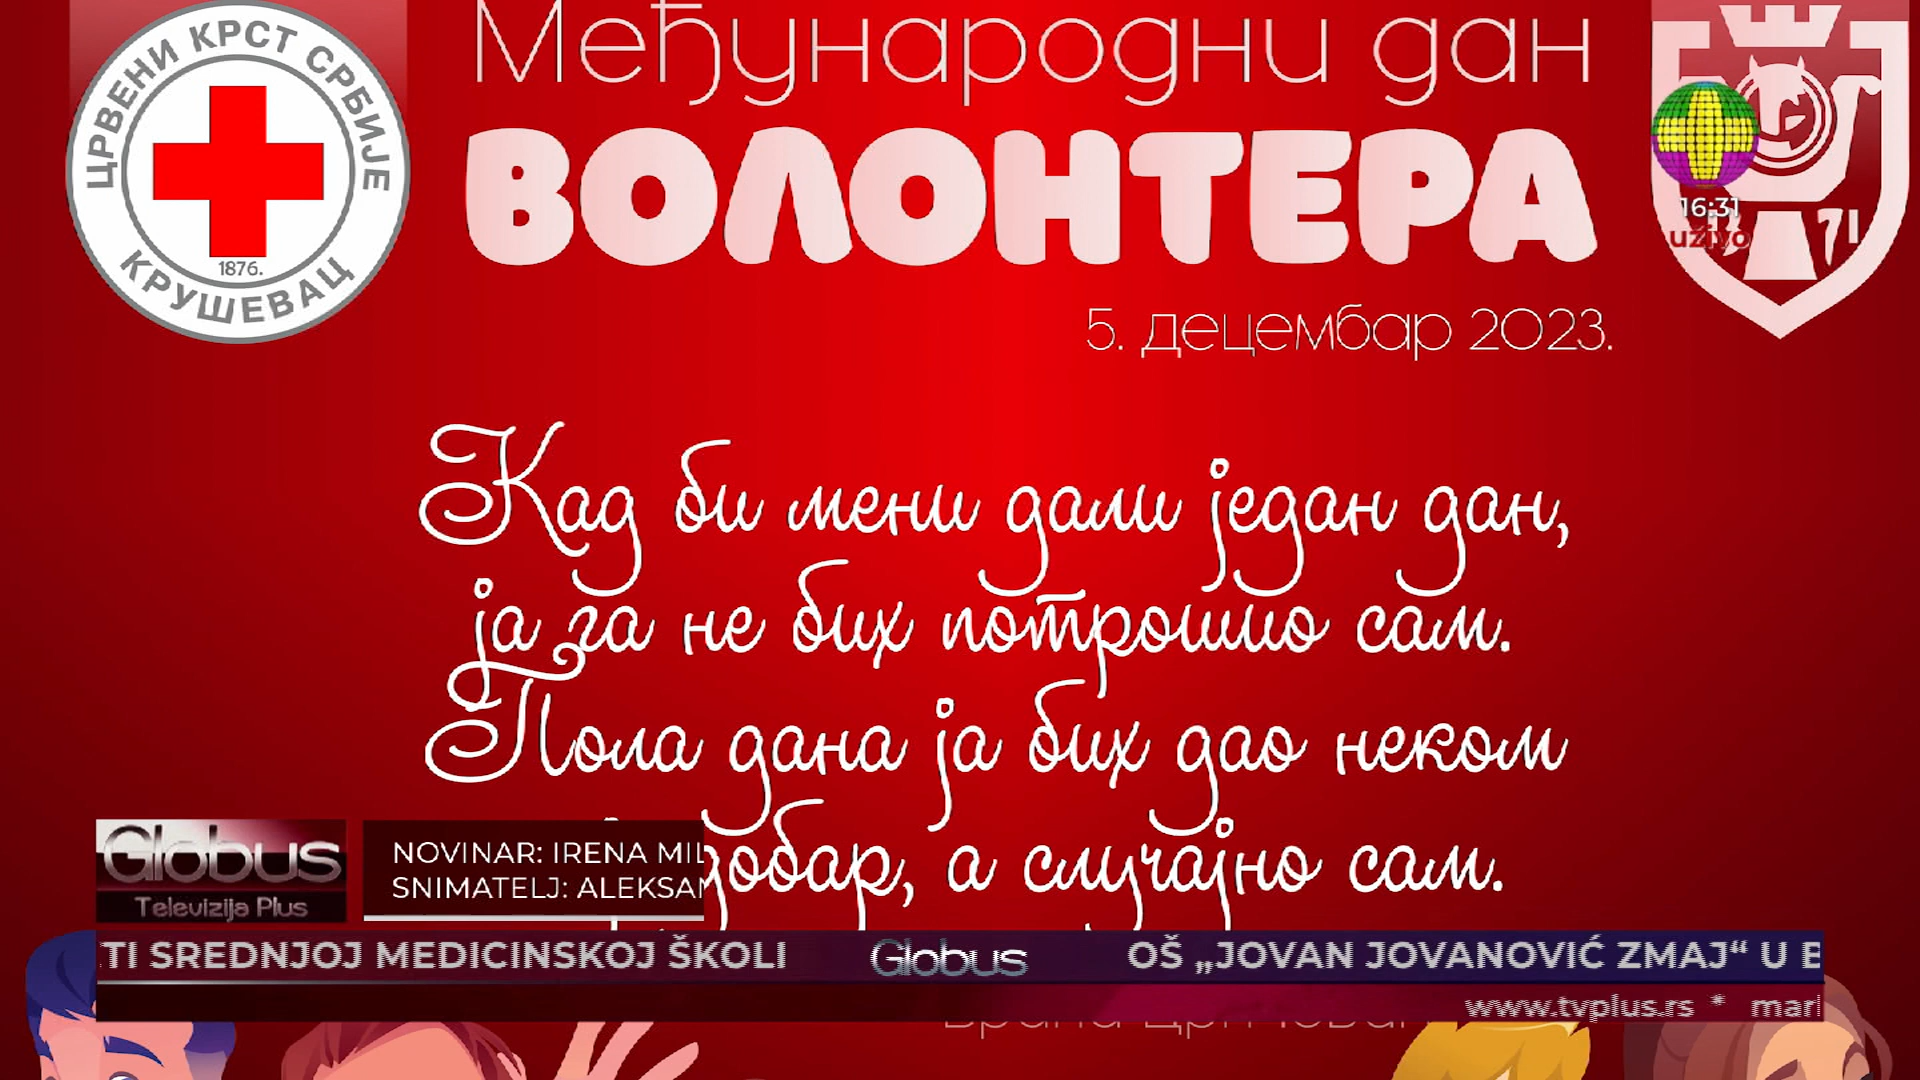 ЦРВЕНИ КРСТ СРБИЈЕ
1876.
КРУШЕВАЦ
Међународни дан
ВОЛОНТЕРА
5. децембар 2023.
16:31
uživo
71
Кад би мени дали један дан,
ја га не бих потрошио сам.
Пола дана ја бих дао неком
добар, а случајно сам.
Globus
Televizija Plus
NOVINAR: IRENA
SNIMATELJ:
TI SREDNJOJ MEDICINSKOJ ŠKOLI Globus OŠ „JOVAN JOVANOVIĆ ZMAJ“ U
www.tvplus.rs *